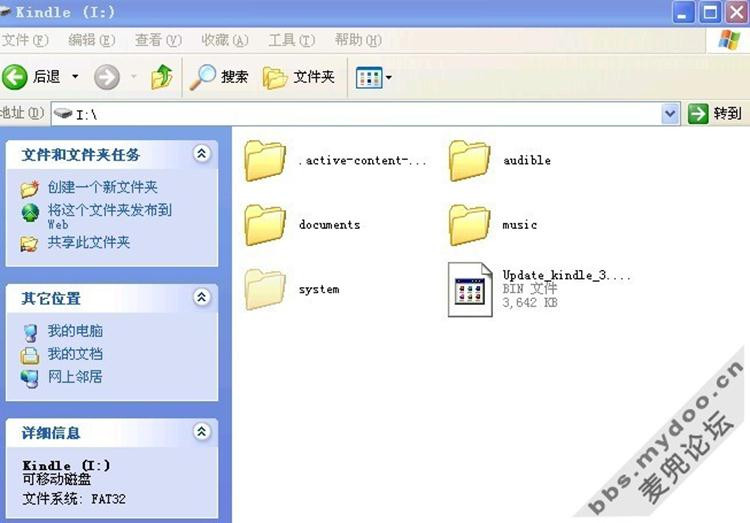 Kindle (I:)
文件(F) 编辑(E) 查看(V) 收藏(A) 工具(T) 帮助(H)
后退 搜索 文件夹
地址(D) I:\ 转到
文件和文件夹任务
创建一个新文件夹
将这个文件夹发布到
Web
共享此文件夹
其它位置
我的电脑
我的文档
网上邻居
详细信息
Kindle (I:)
可移动磁盘
文件系统: FAT32
.active-content-...
audible
documents
music
system
Update_kindle_3....
BIN 文件
3,642 KB
bbs.mydoo.cn
麦兜论坛